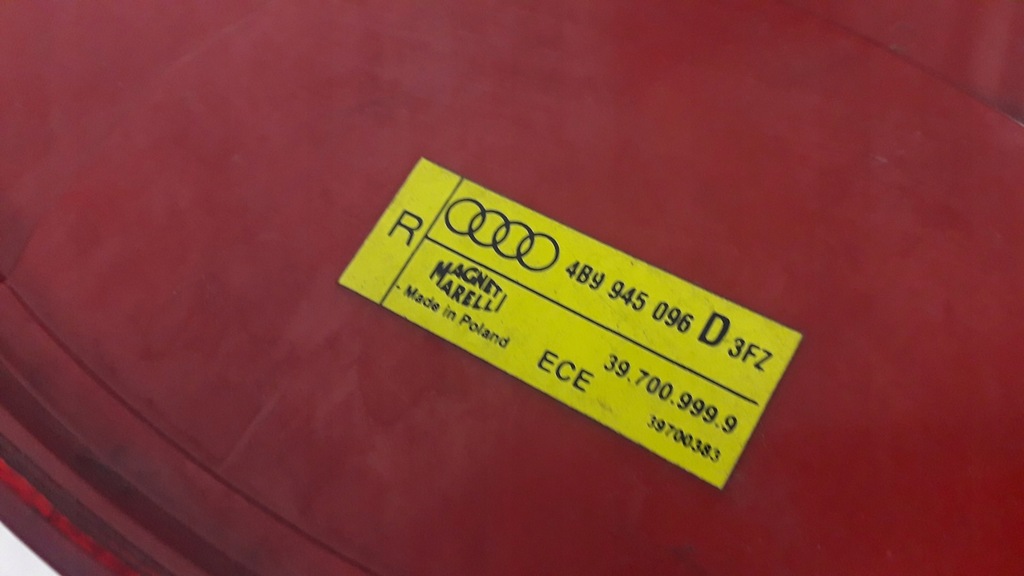 R
4B9 945 096 D 3FZ
MAGNETI
MARELLI
- Made in Poland
ECE
39.700.999.9
39700383